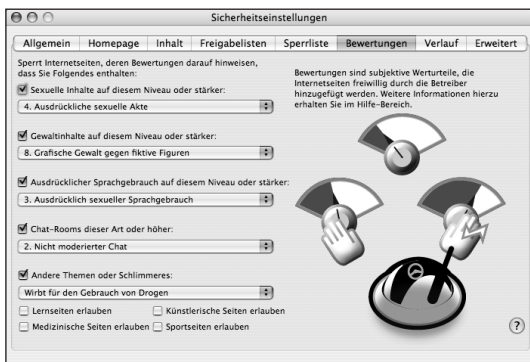 Sicherheitseinstellungen
Allgemein Homepage Inhalt Freigabelisten Sperrliste Bewertungen Verlauf Erweitert
Sperrt Internetseiten, deren Bewertungen darauf hinweisen,
dass Sie Folgendes enthalten:
Sexuelle Inhalte auf diesem Niveau oder stärker:
4. Ausdrückliche sexuelle Akte
Gewaltinhalte auf diesem Niveau oder stärker:
8. Grafische Gewalt gegen fiktive Figuren
Ausdrücklicher Sprachgebrauch auf diesem Niveau oder stärker:
3. Ausdrücklich sexueller Sprachgebrauch
Chat-Rooms dieser Art oder höher:
2. Nicht moderierter Chat
Andere Themen oder Schlimmeres:
Wirbt für den Gebrauch von Drogen
Lernseiten erlauben Künstlerische Seiten erlauben
Medizinische Seiten erlauben Sportseiten erlauben
Bewertungen sind subjektive Werturteile, die
Internetseiten freiwillig durch die Betreiber
hinzugefügt werden. Weitere Informationen hierzu
erhalten Sie im Hilfe-Bereich.
?